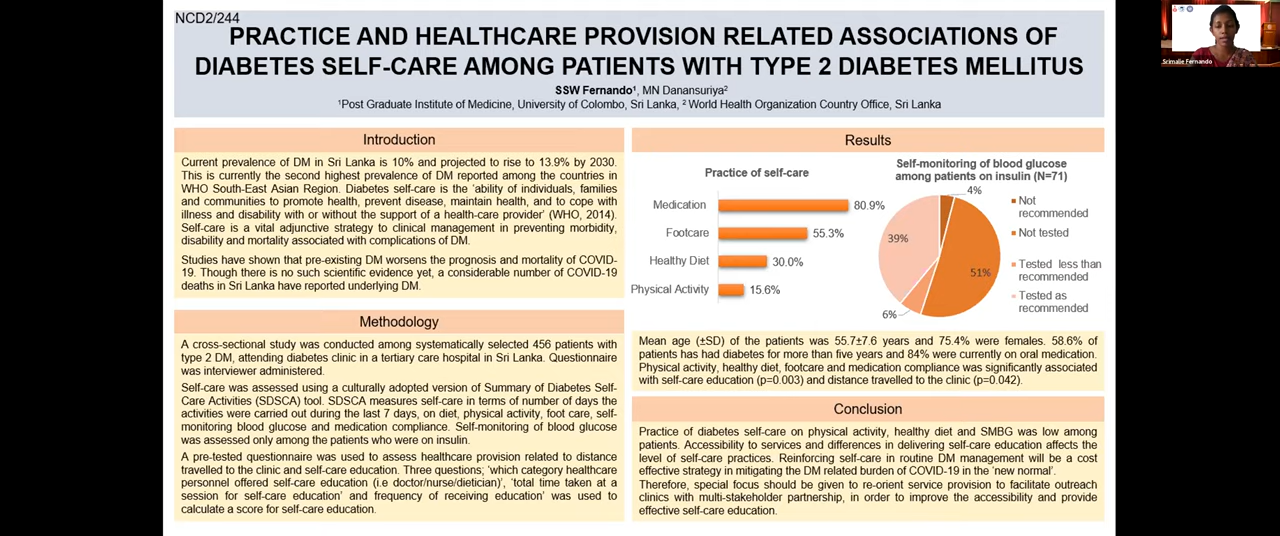 NCD2/244
PRACTICE AND HEALTHCARE PROVISION RELATED ASSOCIATIONS OF
DIABETES SELF-CARE AMONG PATIENTS WITH TYPE 2 DIABETES MELLITUS
SSW Fernando¹, MN Danansuriya²
¹Post Graduate Institute of Medicine, University of Colombo, Sri Lanka, ² World Health Organization Country Office, Sri Lanka
Srimalie Fernando
Introduction
Current prevalence of DM in Sri Lanka is 10% and projected to rise to 13.9% by 2030.
This is currently the second highest prevalence of DM reported among the countries in
WHO South-East Asian Region. Diabetes self-care is the 'ability of individuals, families
and communities to promote health, prevent disease, maintain health, and to cope with
illness and disability with or without the support of a health-care provider' (WHO, 2014).
Self-care is a vital adjunctive strategy to clinical management in preventing morbidity,
disability and mortality associated with complications of DM.
Studies have shown that pre-existing DM worsens the prognosis and mortality of COVID-
19. Though there is no such scientific evidence yet, a considerable number of COVID-19
deaths in Sri Lanka have reported underlying DM.
Methodology
A cross-sectional study was conducted among systematically selected 456 patients with
type 2 DM, attending diabetes clinic in a tertiary care hospital in Sri Lanka. Questionnaire
was interviewer administered.
Self-care was assessed using a culturally adopted version of Summary of Diabetes Self-
Care Activities (SDSCA) tool. SDSCA measures self-care in terms of number of days the
activities were carried out during the last 7 days, on diet, physical activity, foot care, self-
monitoring blood glucose and medication compliance. Self-monitoring of blood glucose
was assessed only among the patients who were on insulin.
A pre-tested questionnaire was used to assess healthcare provision related to distance
travelled to the clinic and self-care education. Three questions; 'which category healthcare
personnel offered self-care education (i.e doctor/nurse/dietician)', 'total time taken at a
session for self-care education' and frequency of receiving education' was used to
calculate a score for self-care education.
Results
Practice of self-care
Medication 80.9%
Footcare 55.3%
Healthy Diet 30.0%
Physical Activity 15.6%
Self-monitoring of blood glucose
among patients on insulin (N=71)
4%
39%
51%
6%
Not
recommended
Not tested
Tested less than
recommended
Tested as
recommended
Mean age (±SD) of the patients was 55.7±7.6 years and 75.4% were females. 58.6% of
patients has had diabetes for more than five years and 84% were currently on oral medication.
Physical activity, healthy diet, footcare and medication compliance was significantly associated
with self-care education (p=0.003) and distance travelled to the clinic (p=0.042).
Conclusion
Practice of diabetes self-care on physical activity, healthy diet and SMBG was low among
patients. Accessibility to services and differences in delivering self-care education affects the
level of self-care practices. Reinforcing self-care in routine DM management will be a cost
effective strategy in mitigating the DM related burden of COVID-19 in the 'new normal'.
Therefore, special focus should be given to re-orient service provision to facilitate outreach
clinics with multi-stakeholder partnership, in order to improve the accessibility and provide
effective self-care education.